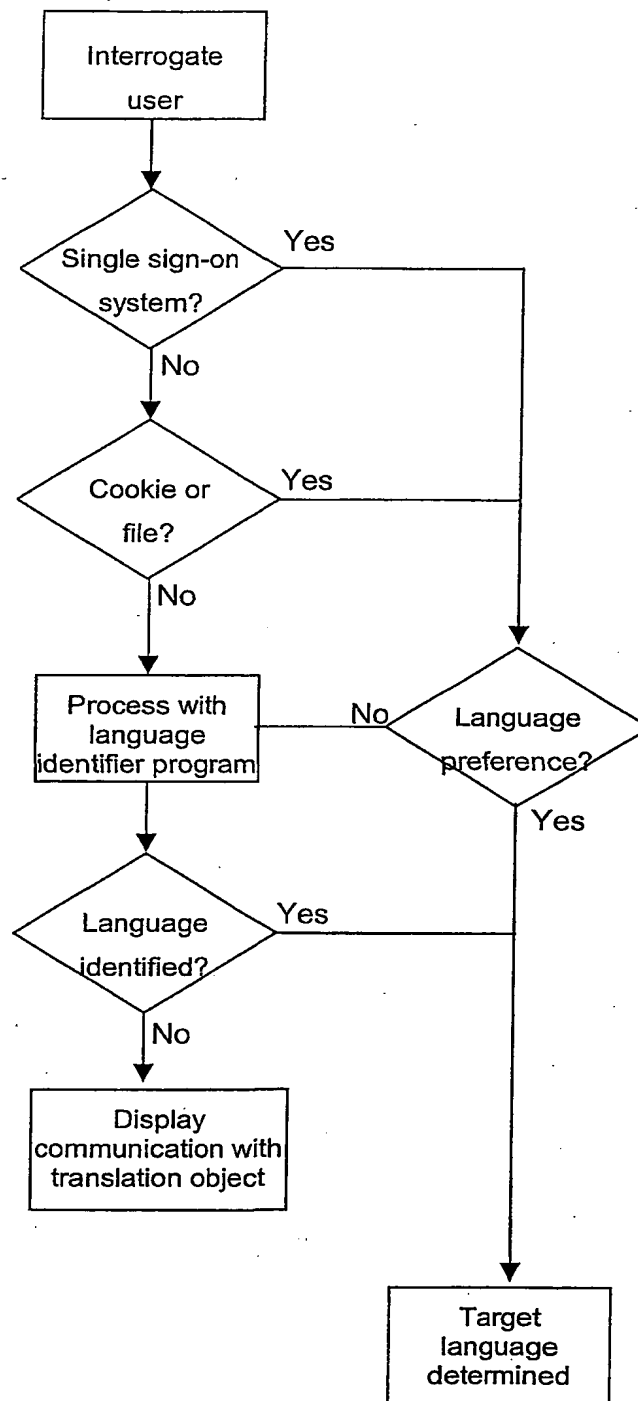 Interrogate
user
Single sign-on
system?
Yes
No
Cookie or
file?
Yes
No
Process with
language
identifier program
No
Language
preference?
Yes
Language
identified?
Yes
No
Display
communication with
translation object
Target
language
determined